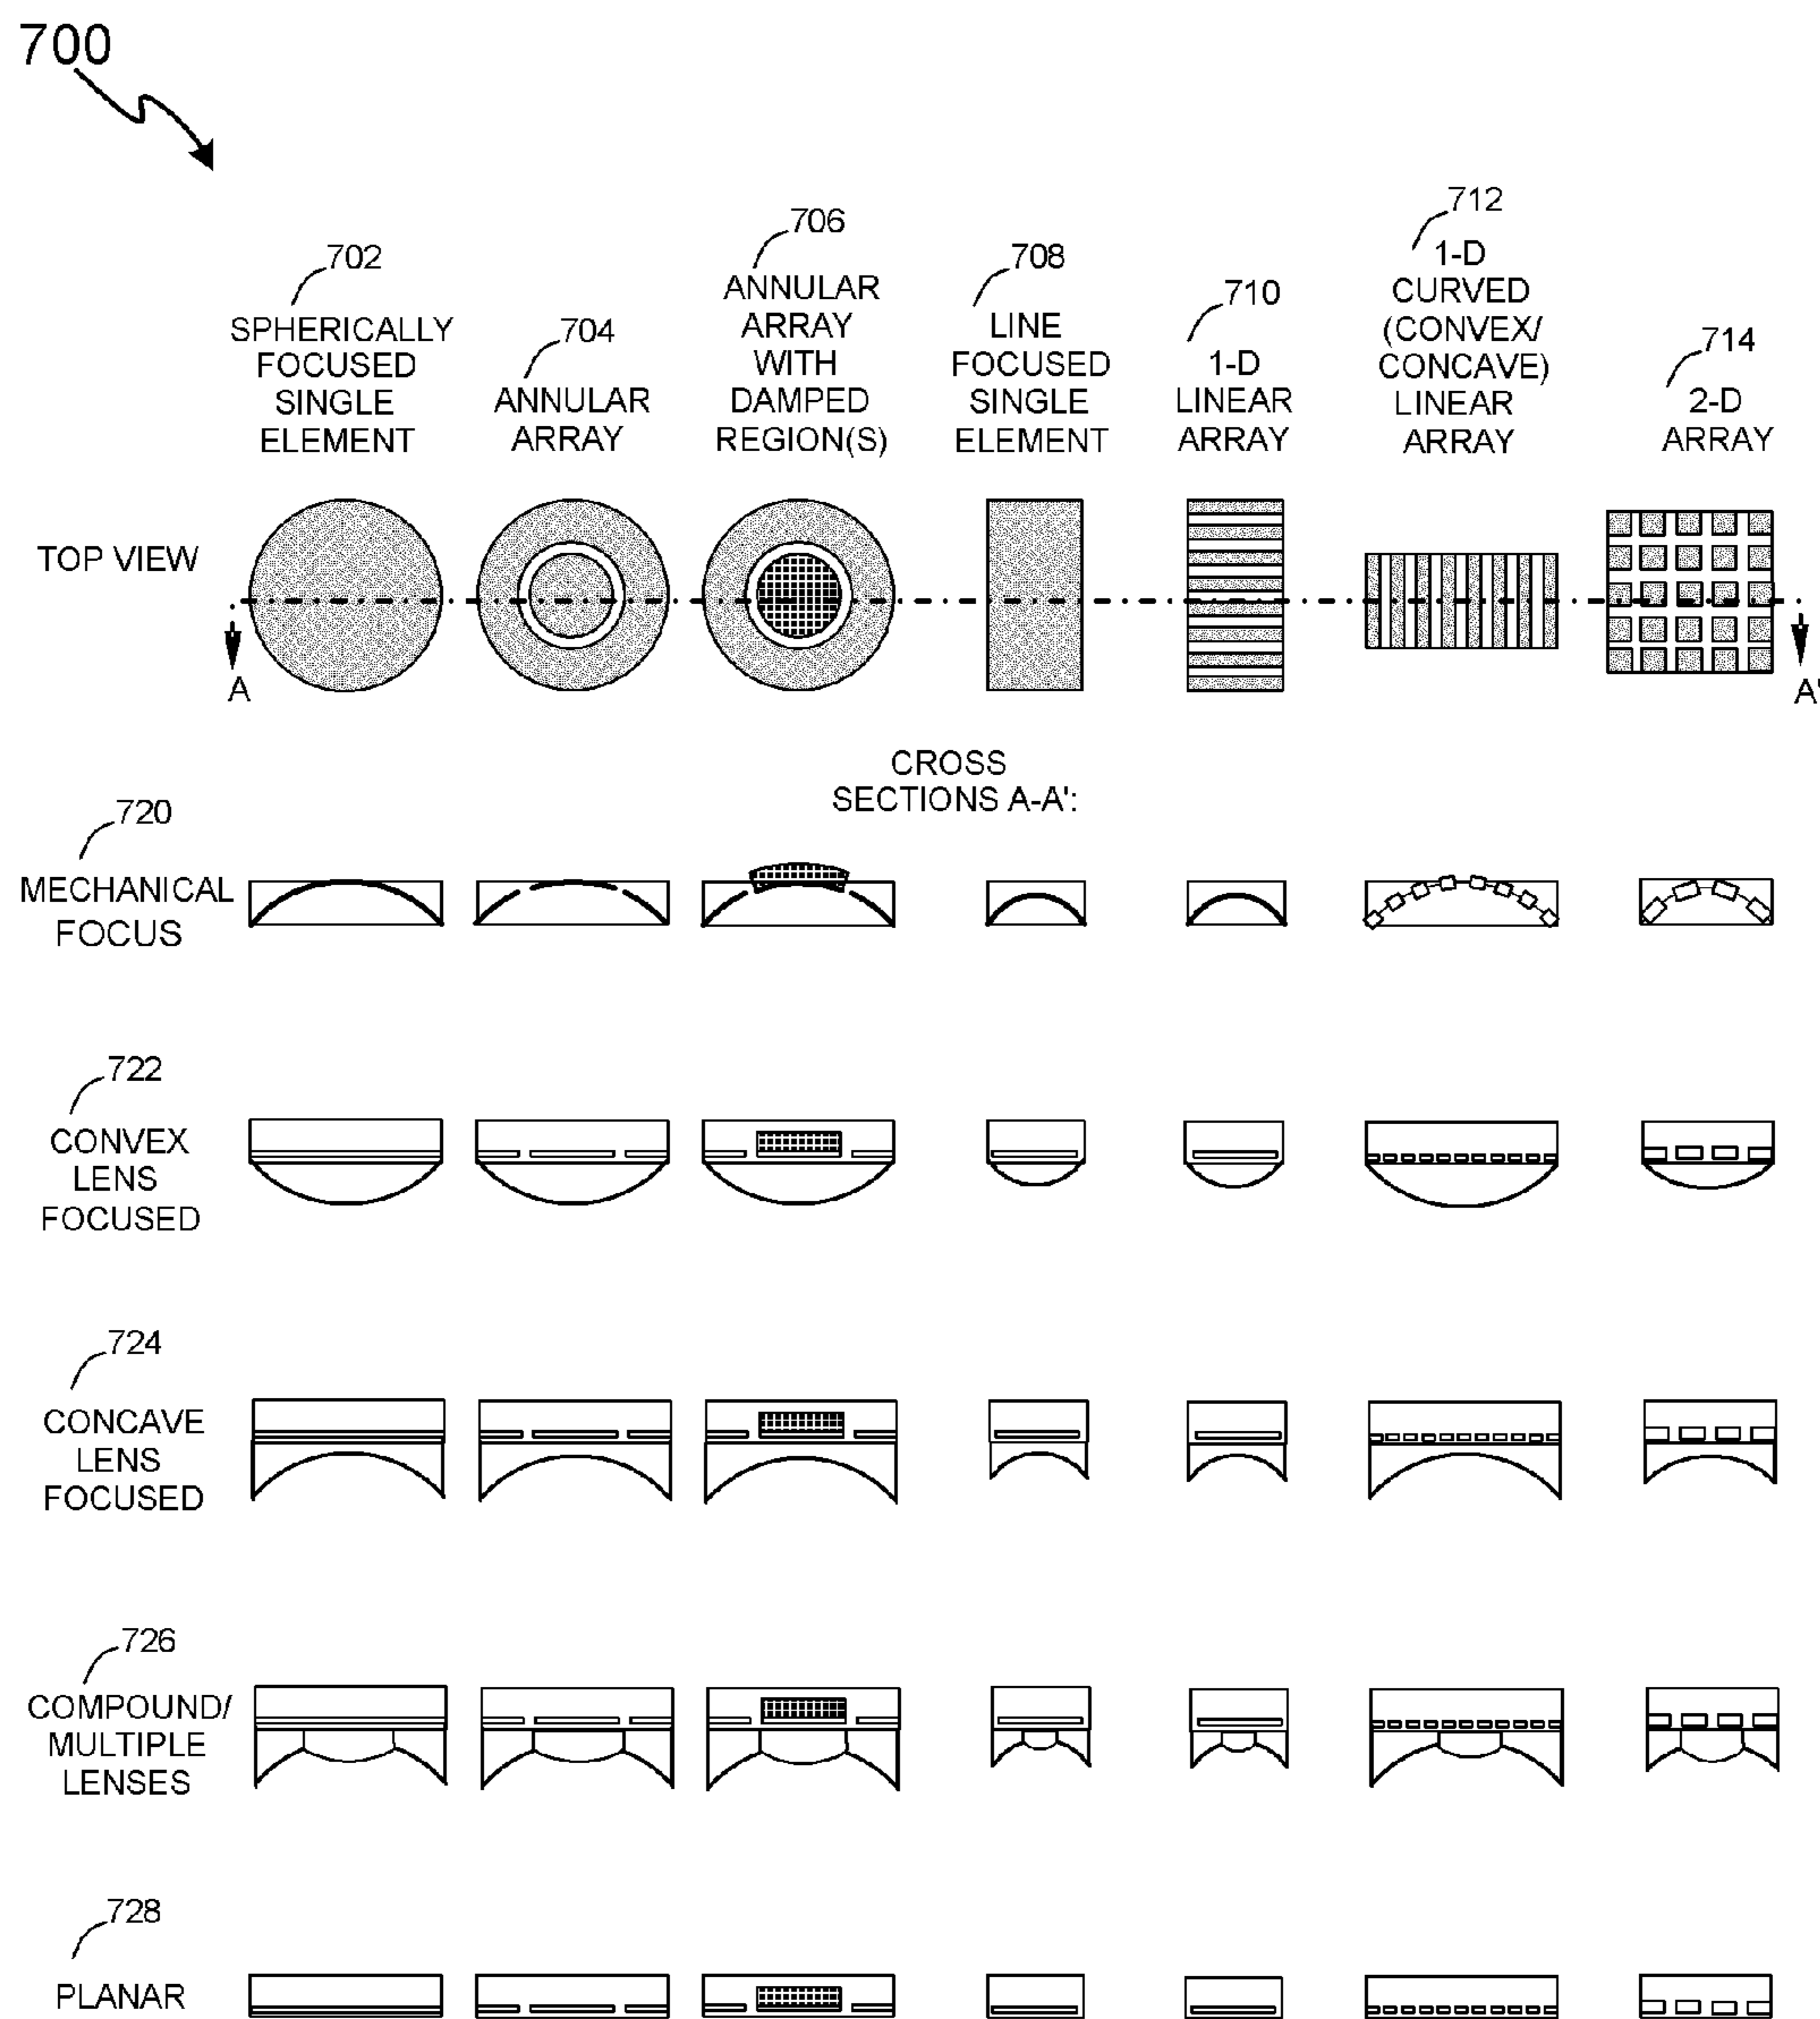 700
702
SPHERICALLY
FOCUSED
SINGLE
ELEMENT
704
ANNULAR
ARRAY
706
ANNULAR
ARRAY
WITH
DAMPED
REGION(S)
708
LINE
FOCUSED
SINGLE
ELEMENT
710
1-D
LINEAR
ARRAY
712
1-D
CURVED
(CONVEX/
CONCAVE)
LINEAR
ARRAY
714
2-D
ARRAY
TOP VIEW
A
A'
CROSS
SECTIONS A-A':
720
MECHANICAL
FOCUS
722
CONVEX
LENS
FOCUSED
724
CONCAVE
LENS
FOCUSED
726
COMPOUND/
MULTIPLE
LENSES
728
PLANAR